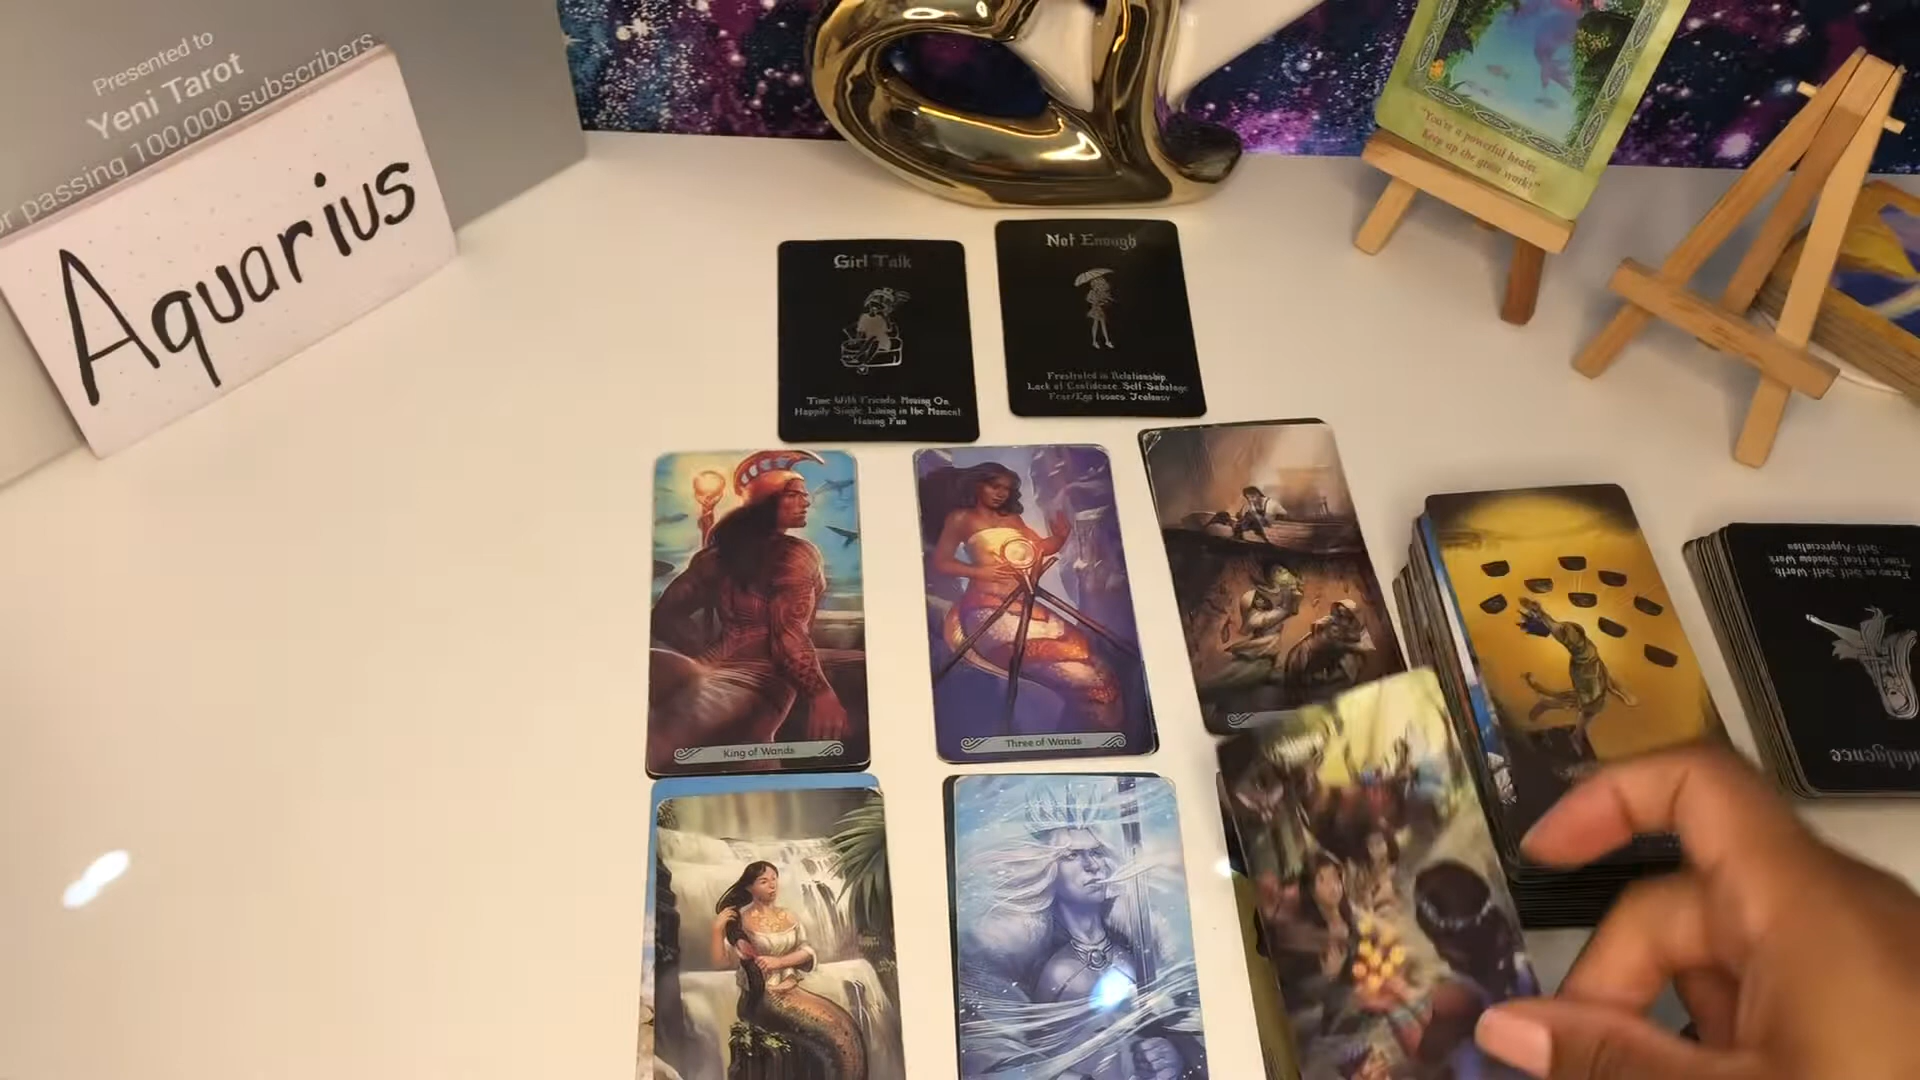 Presented to
Yeni Tarot
or passing 100,000 subscribers
Aquarius
Girl Talk
Time With Friends, Moving On,
Happily Single, Living in the Moment
Having Fun
Not Enough
Frustrated in Relationship
Lack of Confidence, Self-Sabotage
Fear/Ego Issues, Jealousy
"You're a powerful healer.
Keep up the great work!"
King of Wands
Three of Wands
Focus on Self, Self-Worth,
Time to Heal, Shadow Work
Self-Appreciation
ndulgence